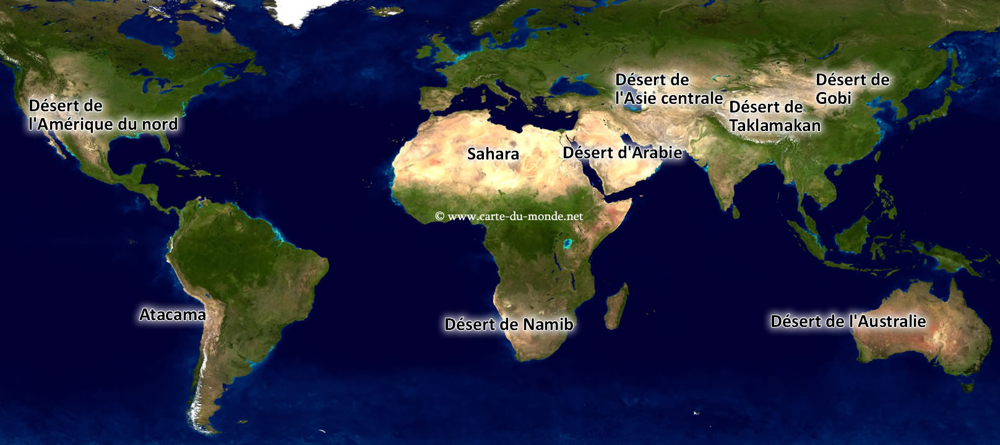 Désert de
l'Asie centrale
Désert de
Gobi
Désert de
l'Amérique du nord
Désert de
Taklamakan
Sahara
Désert d'Arabie
© www.carte-du-monde.net
Atacama
Désert de Namib
Désert de l'Australie